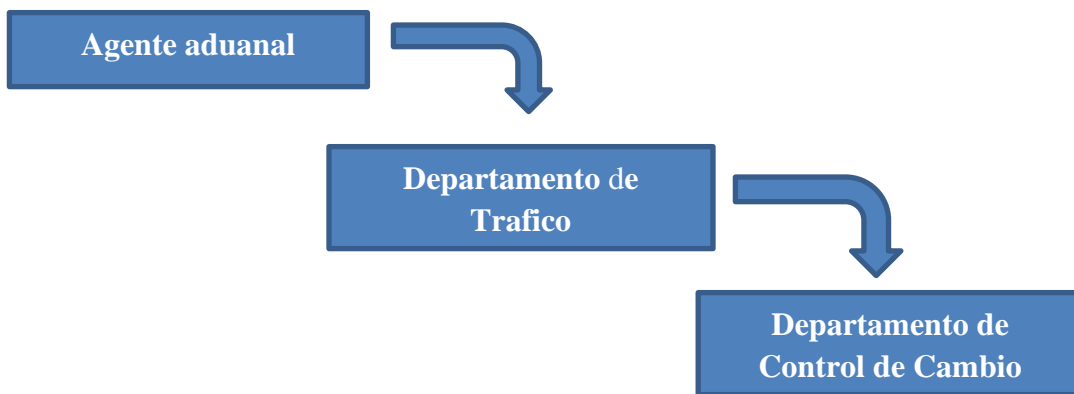 Agente aduanal
Departamento de
Trafico
Departamento de
Control de Cambio